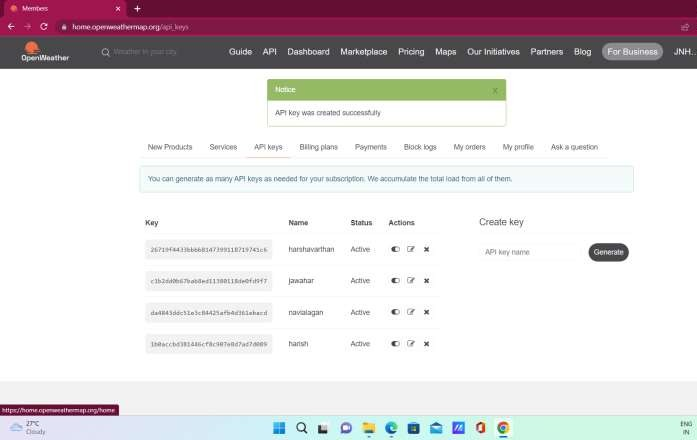 Members
home.openweathermap.org/api_keys
OpenWeather
Weather in your city
Guide API Dashboard Marketplace Pricing Maps Our Initiatives Partners Blog For Business JNH...
Notice x
API key was created successfully
New Products Services API keys Billing plans Payments Block logs My orders My profile Ask a question
You can generate as many API keys as needed for your subscription. We accumulate the total load from all of them.
Key Name Status Actions
Create key
harshavarthan Active
API key name Generate
jawahar Active
navialagan Active
harish Active
https://home.openweathermap.org/home
27°C
Cloudy
ENG
IN